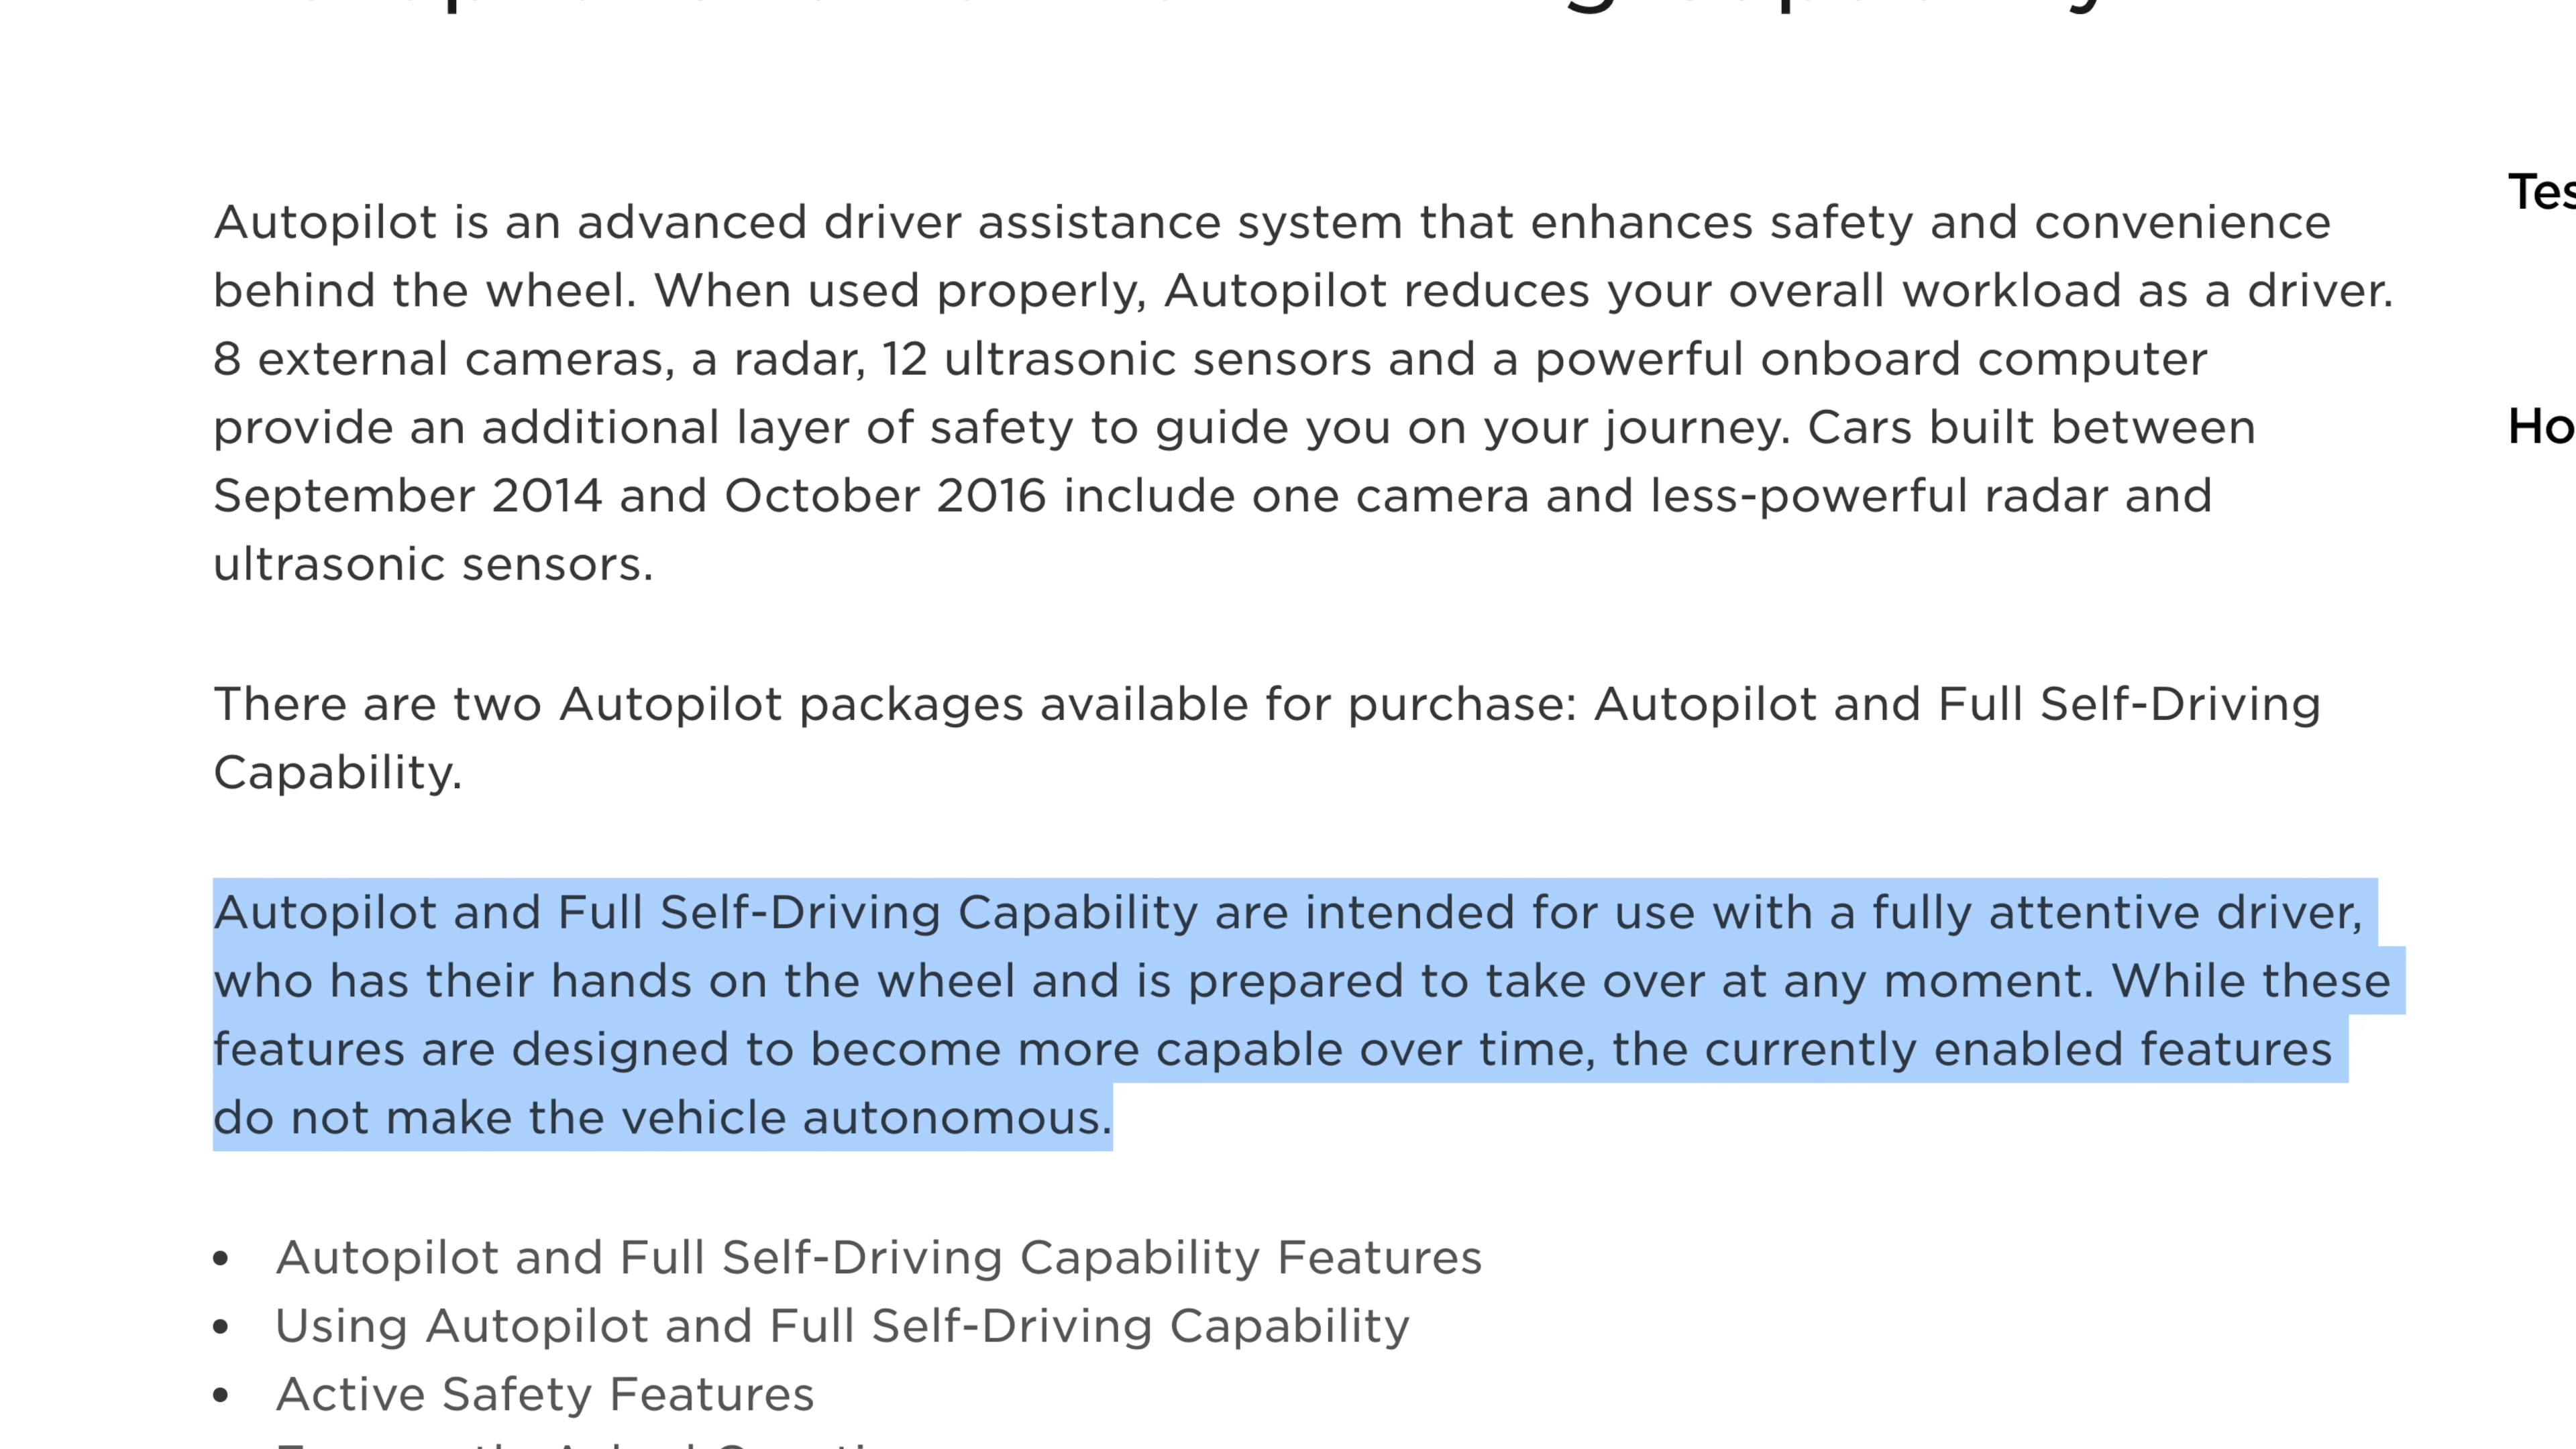 Autopilot is an advanced driver assistance system that enhances safety and convenience
behind the wheel. When used properly, Autopilot reduces your overall workload as a driver.
8 external cameras, a radar, 12 ultrasonic sensors and a powerful onboard computer
provide an additional layer of safety to guide you on your journey. Cars built between
September 2014 and October 2016 include one camera and less-powerful radar and
ultrasonic sensors.
There are two Autopilot packages available for purchase: Autopilot and Full Self-Driving
Capability.
Autopilot and Full Self-Driving Capability are intended for use with a fully attentive driver,
who has their hands on the wheel and is prepared to take over at any moment. While these
features are designed to become more capable over time, the currently enabled features
do not make the vehicle autonomous.
• Autopilot and Full Self-Driving Capability Features
• Using Autopilot and Full Self-Driving Capability
• Active Safety Features
Tes
Ho